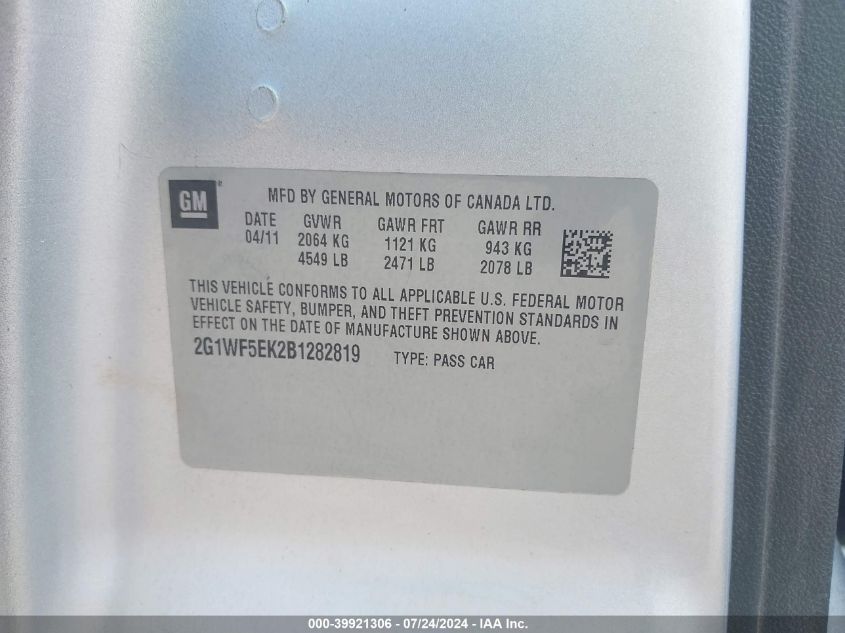 GM
MFD BY GENERAL MOTORS OF CANADA LTD.
DATE GVWR GAWR FRT GAWR RR
04/11 2064 KG 1121 KG 943 KG
4549 LB 2471 LB 2078 LB
THIS VEHICLE CONFORMS TO ALL APPLICABLE U.S. FEDERAL MOTOR
VEHICLE SAFETY, BUMPER, AND THEFT PREVENTION STANDARDS IN
EFFECT ON THE DATE OF MANUFACTURE SHOWN ABOVE.
2G1WF5EK2B1282819 TYPE: PASS CAR
000-39921306 - 07/24/2024 - IAA Inc.